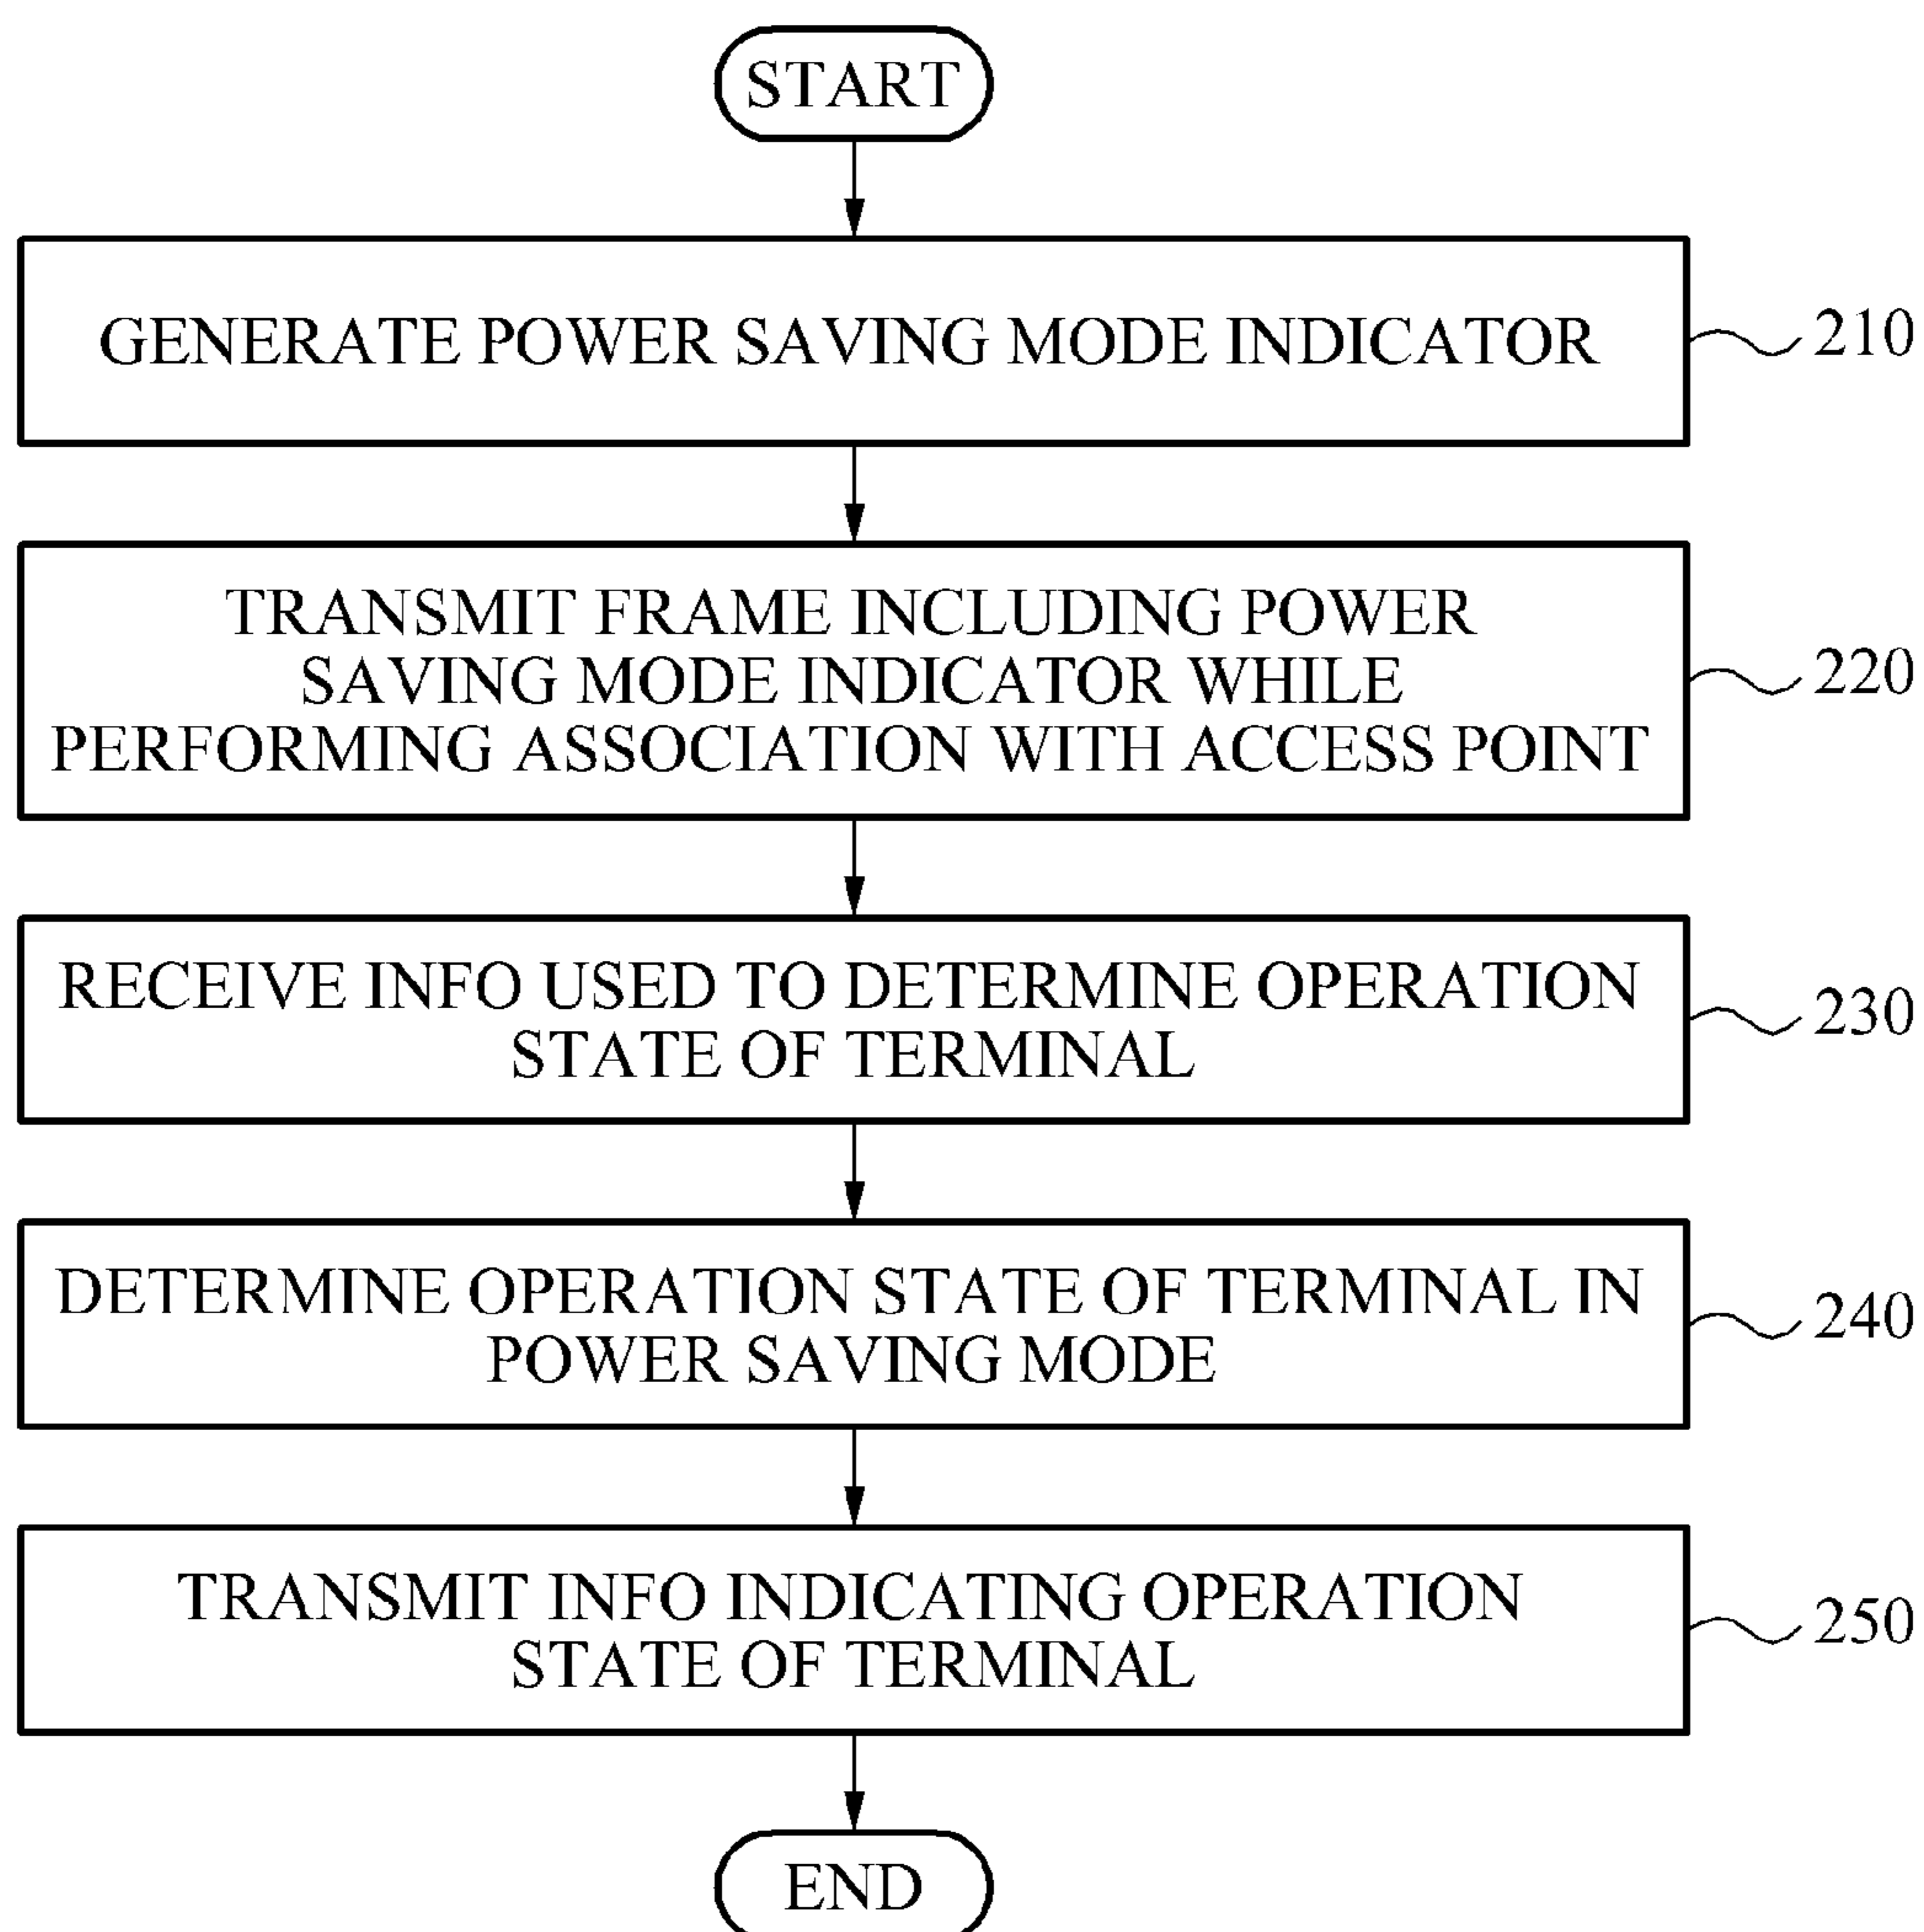 START
GENERATE POWER SAVING MODE INDICATOR
210
TRANSMIT FRAME INCLUDING POWER
SAVING MODE INDICATOR WHILE
PERFORMING ASSOCIATION WITH ACCESS POINT
220
RECEIVE INFO USED TO DETERMINE OPERATION
STATE OF TERMINAL
230
DETERMINE OPERATION STATE OF TERMINAL IN
POWER SAVING MODE
240
TRANSMIT INFO INDICATING OPERATION
STATE OF TERMINAL
250
END